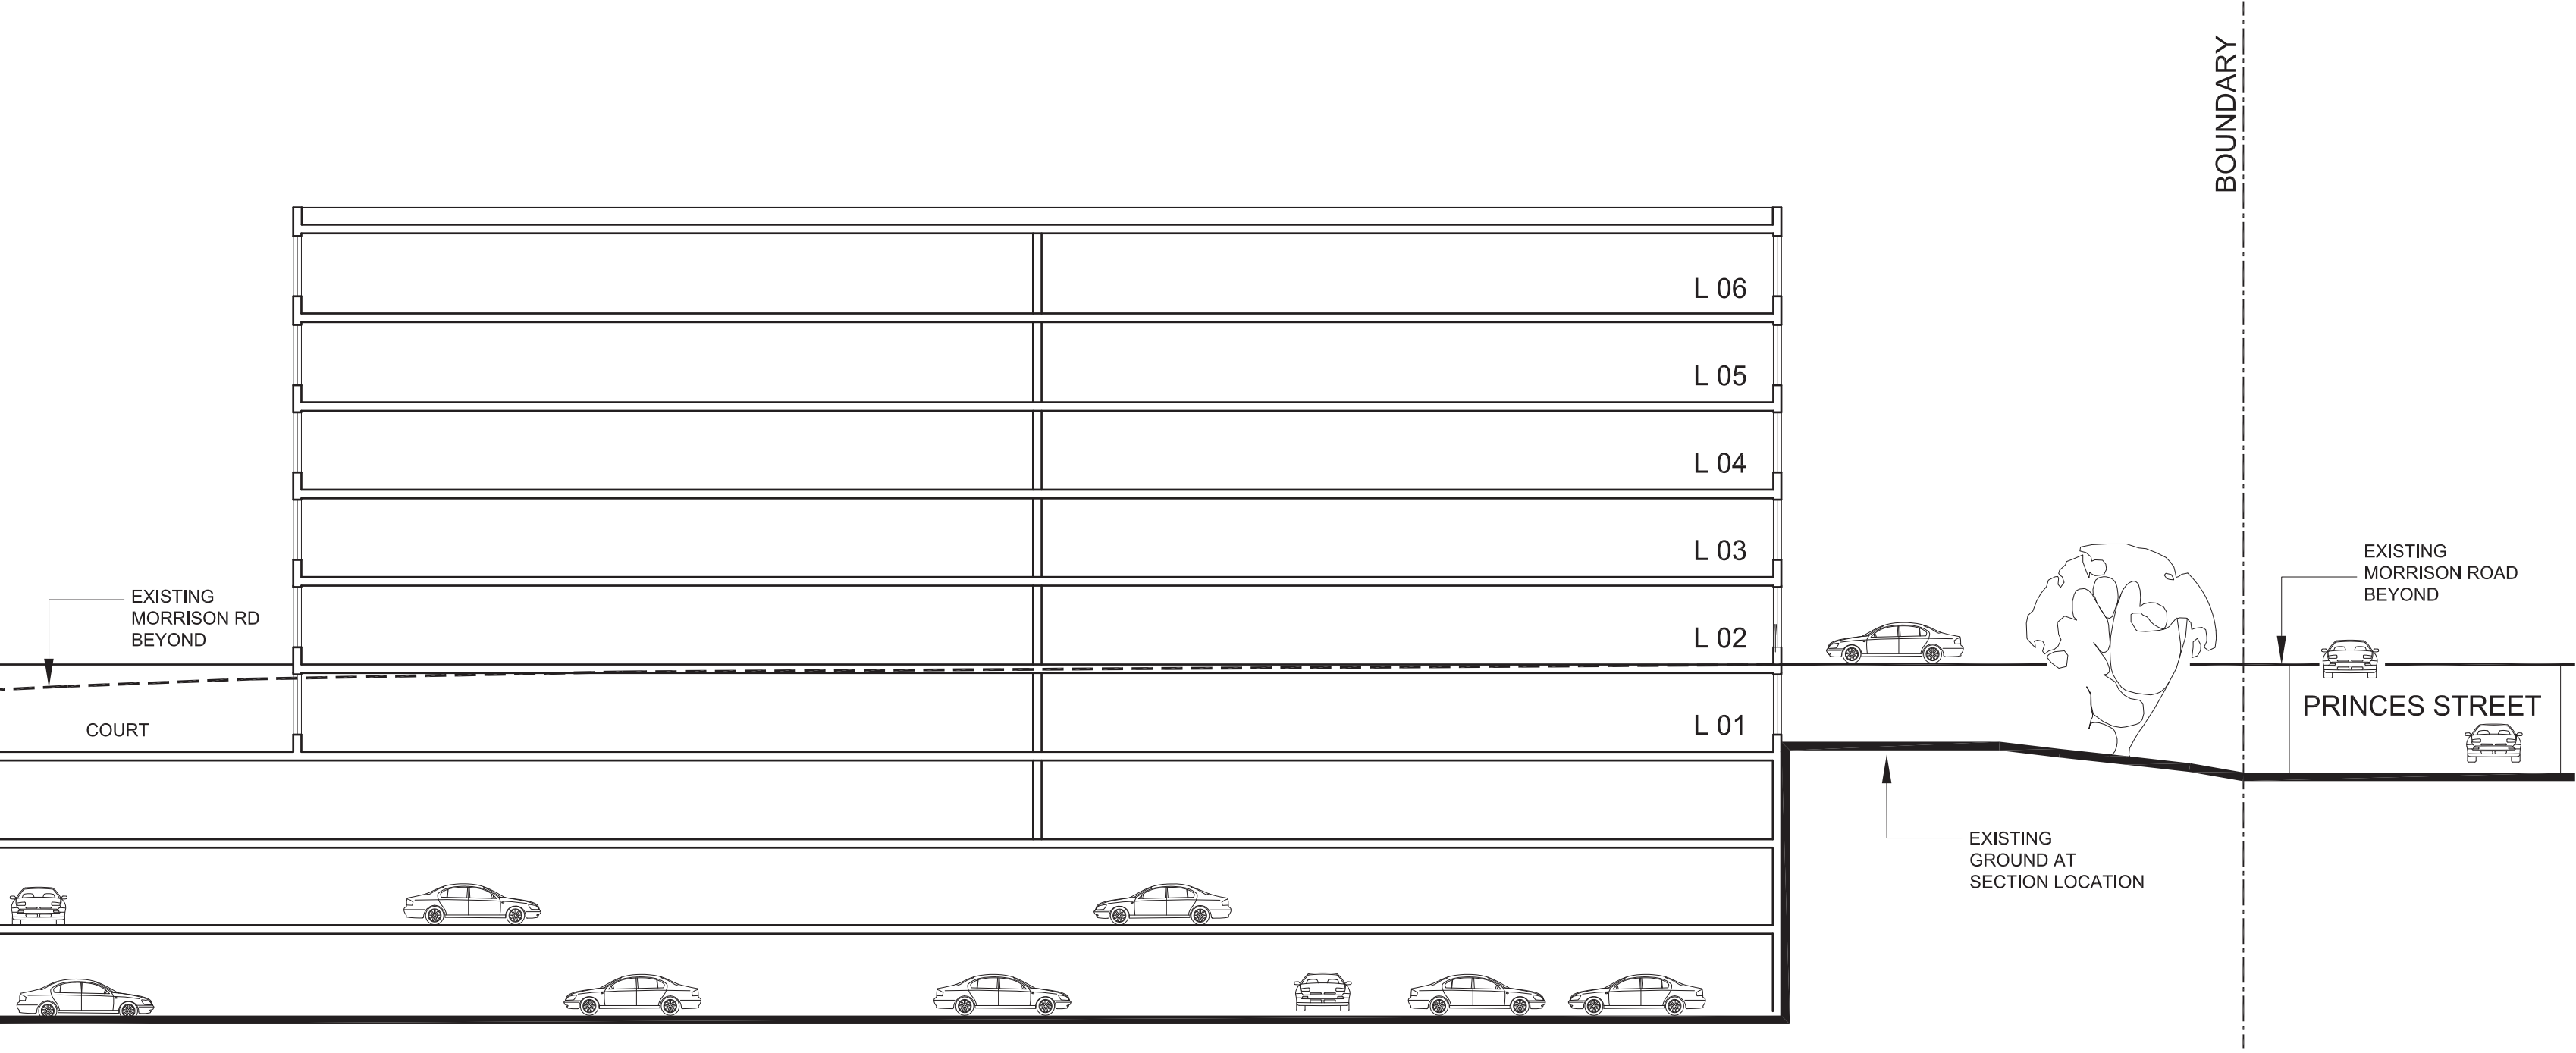 BOUNDARY
L 06
L 05
L 04
L 03
L 02
L 01
EXISTING
MORRISON RD
BEYOND
COURT
EXISTING
MORRISON ROAD
BEYOND
PRINCES STREET
EXISTING
GROUND AT
SECTION LOCATION